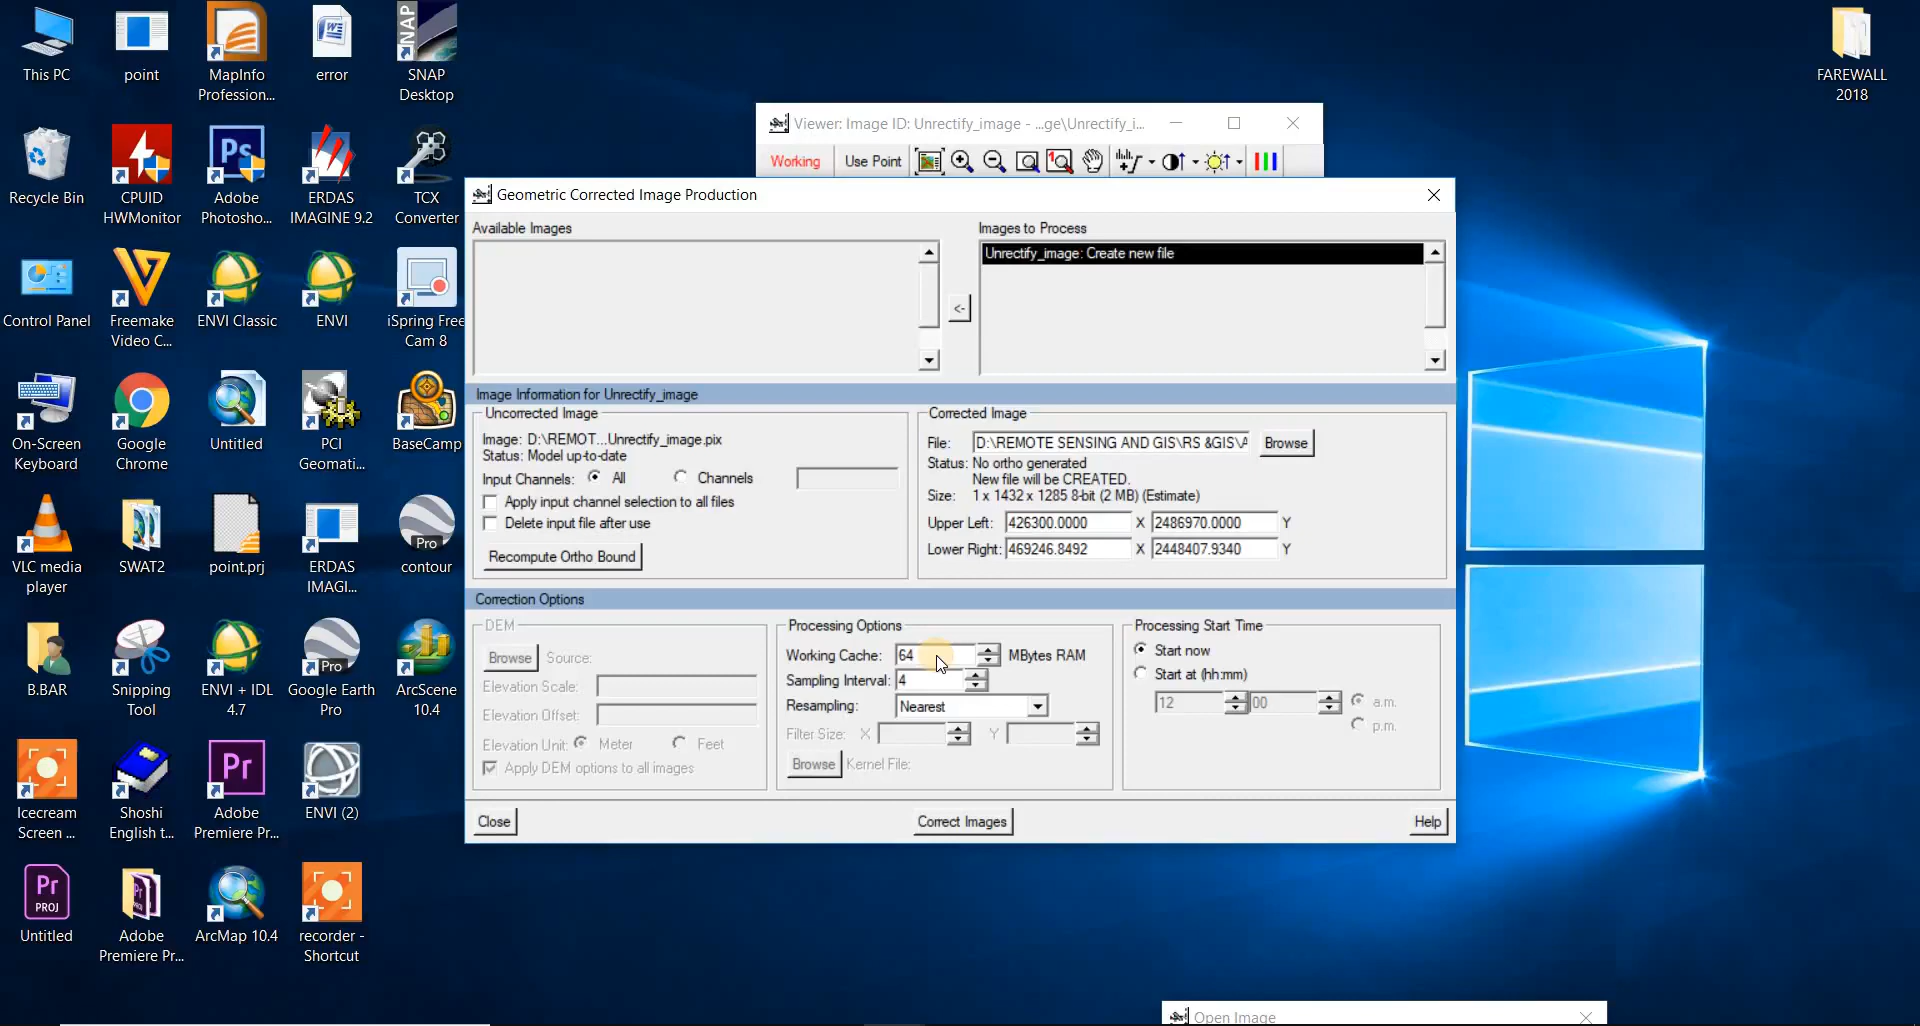 This PC
point
MapInfo
Profession...
error
SNAP
SNAP
Desktop
FAREWALL
2018
Recycle Bin
CPUID
HWMonitor
Ps
Adobe
Photosho...
ERDAS
IMAGINE 9.2
TCX
Converter
Control Panel
Freemake
Video C...
ENVI Classic
ENVI
iSpring Free
Cam 8
On-Screen
Keyboard
Google
Chrome
Untitled
PCI
Geomati...
BaseCamp
VLC media
player
SWAT2
point.prj
ERDAS
IMAGI...
Pro
contour
B.BAR
Snipping
Tool
ENVI + IDL
4.7
Pro
Google Earth
Pro
ArcScene
10.4
Icecream
Screen ...
Shoshi
English t...
Pr
Adobe
Premiere Pr...
ENVI (2)
Pr
PROJ
Untitled
Adobe
Premiere Pr...
ArcMap 10.4
recorder -
Shortcut
Viewer: Image ID: Unrectify_image - ...ge\Unrectify_i...
Working
Use Point
Geometric Corrected Image Production
Available Images
Images to Process
Unrectify_image: Create new file
<-
Image Information for Unrectify_image
Uncorrected Image
Image: D:\REMOT...Unrectify_image.pix
Status: Model up-to-date
Input Channels: All Channels
Apply input channel selection to all files
Delete input file after use
Recompute Ortho Bound
Corrected Image
File: D:\REMOTE SENSING AND GIS\RS &GIS\A Browse
Status: No ortho generated
New file will be CREATED.
Size: 1 x 1432 x 1285 8-bit (2 MB) (Estimate)
Upper Left: 426300.0000 X 2486970.0000 Y
Lower Right: 469246.8492 X 2448407.9340 Y
Correction Options
DEM
Browse Source:
Elevation Scale:
Elevation Offset:
Elevation Unit: Meter Feet
Apply DEM options to all images
Processing Options
Working Cache: 64 MBytes RAM
Sampling Interval: 4
Resampling: Nearest
Filter Size: X Y
Browse Kernel File:
Processing Start Time
Start now
Start at (hh:mm)
12 00 a.m.
p.m.
Close
Correct Images
Help
Open Image